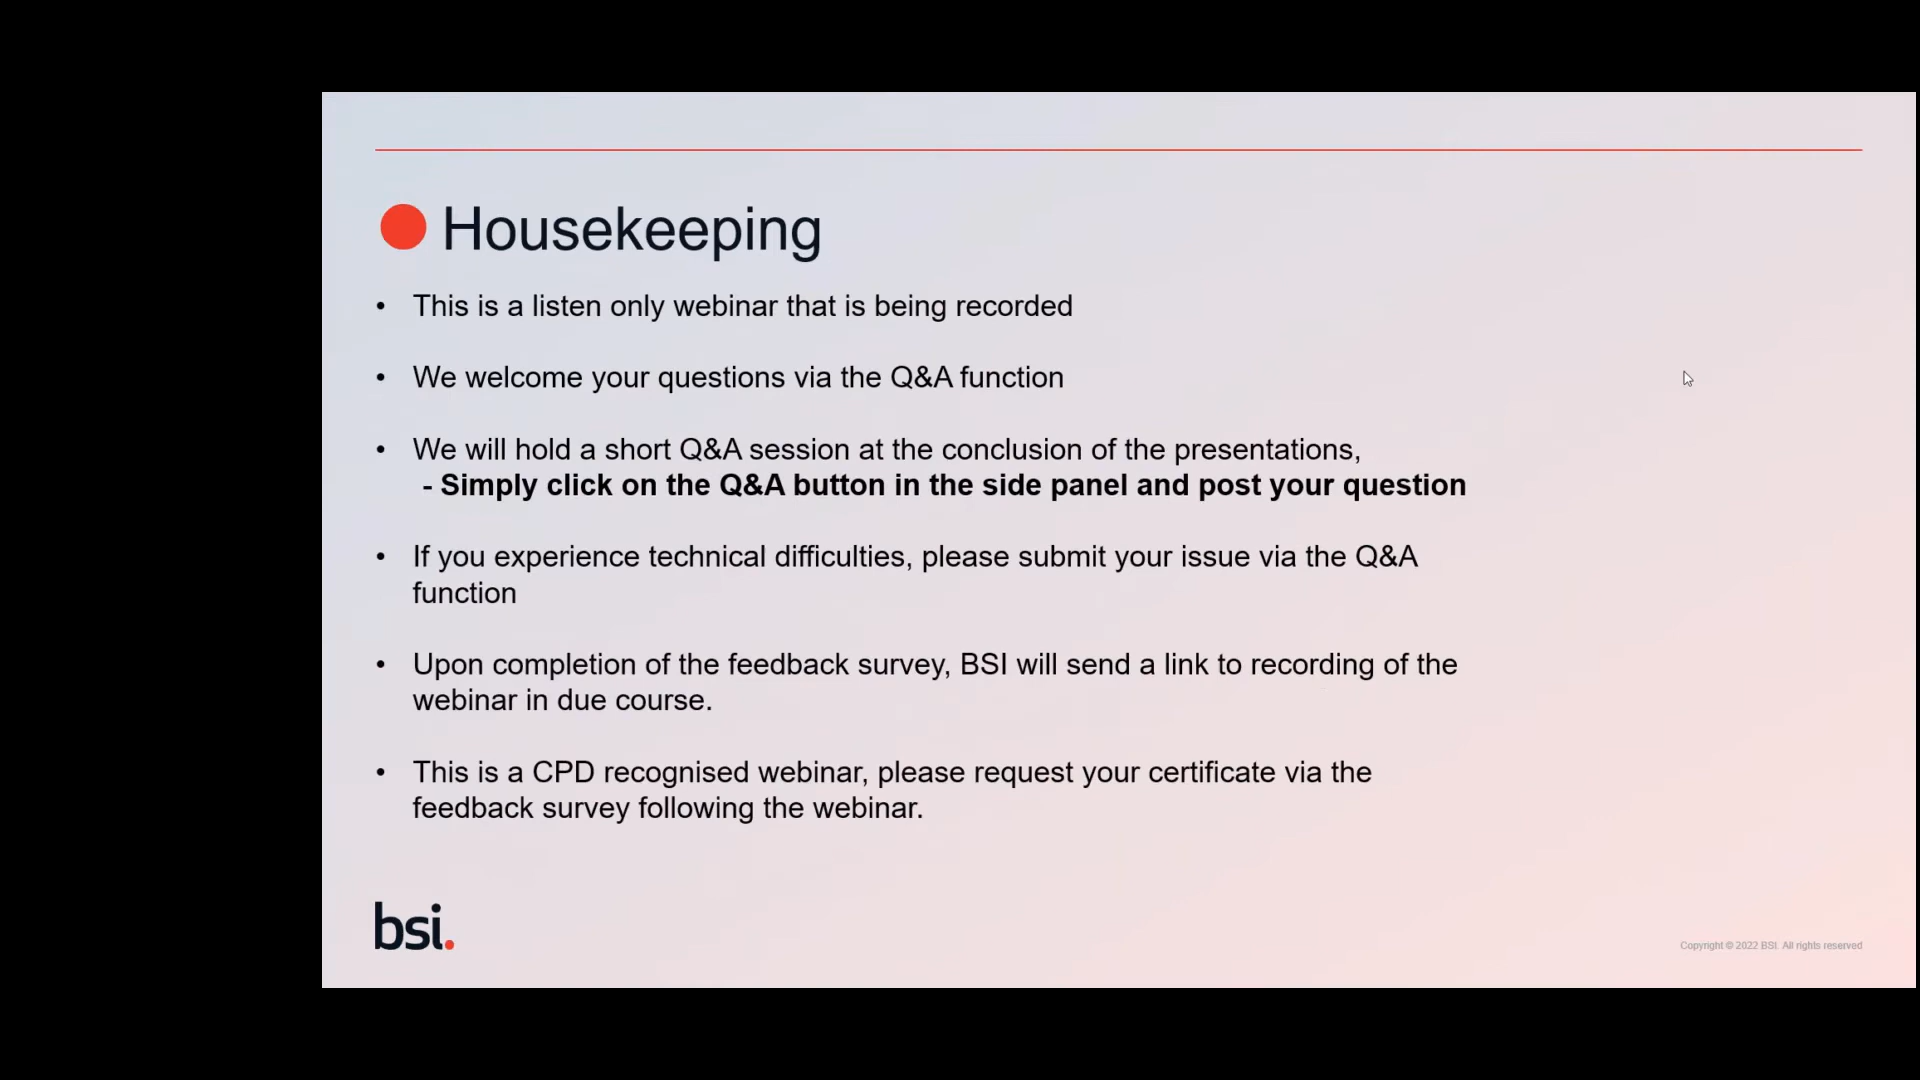 Housekeeping
• This is a listen only webinar that is being recorded
• We welcome your questions via the Q&A function
• We will hold a short Q&A session at the conclusion of the presentations,
- Simply click on the Q&A button in the side panel and post your question
• If you experience technical difficulties, please submit your issue via the Q&A
function
• Upon completion of the feedback survey, BSI will send a link to recording of the
webinar in due course.
• This is a CPD recognised webinar, please request your certificate via the
feedback survey following the webinar.
bsi.
Copyright © 2022 BSI. All rights reserved